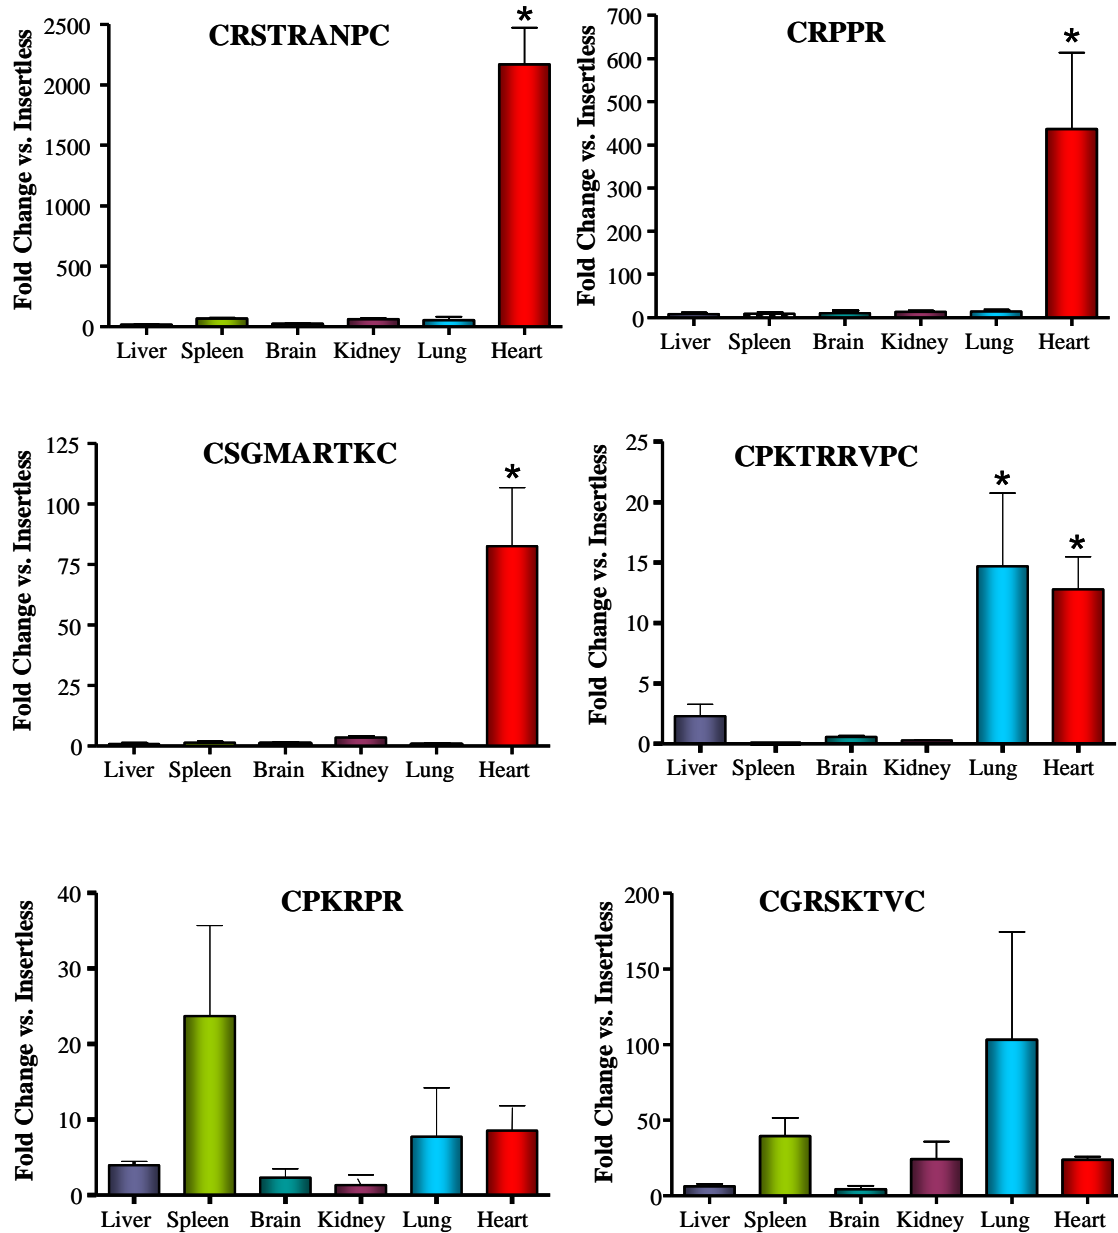 CRSTRANPC
Fold Change vs. Insertless
2500
2000
1500
1000
500
0
*
Liver Spleen Brain Kidney Lung Heart
CRPPR
Fold Change vs. Insertless
700
600
500
400
300
200
100
0
*
Liver Spleen Brain Kidney Lung Heart
CSGMARTKC
Fold Change vs. Insertless
125
100
75
50
25
0
*
Liver Spleen Brain Kidney Lung Heart
CPKTRRVPC
Fold Change vs. Insertless
25
20
15
10
5
0
* *
Liver Spleen Brain Kidney Lung Heart
CPKRPR
Fold Change vs. Insertless
40
30
20
10
0
Liver Spleen Brain Kidney Lung Heart
CGRSKTVC
Fold Change vs. Insertless
200
150
100
50
0
Liver Spleen Brain Kidney Lung Heart